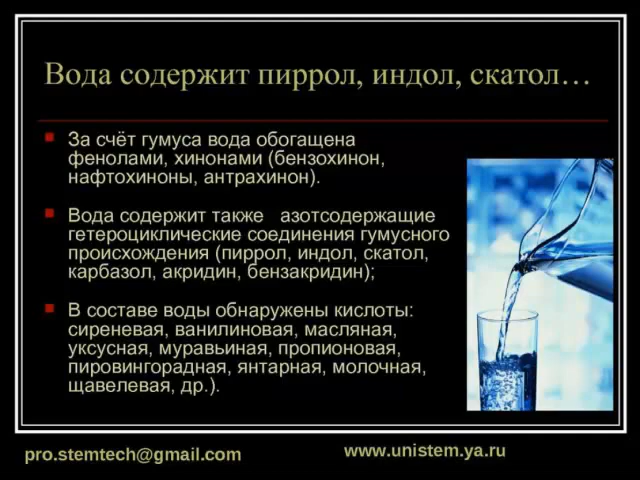 Вода содержит пиррол, индол, скатол…
За счёт гумуса вода обогащена
фенолами, хинонами (бензохинон,
нафтохиноны, антрахинон).
Вода содержит также азотсодержащие
гетероциклические соединения гумусного
происхождения (пиррол, индол, скатол,
карбазол, акридин, бензакридин);
В составе воды обнаружены кислоты:
сиреневая, ванилиновая, масляная,
уксусная, муравьиная, пропионовая,
пировингорадная, янтарная, молочная,
щавелевая, др.).
pro.stemtech@gmail.com
www.unistem.ya.ru